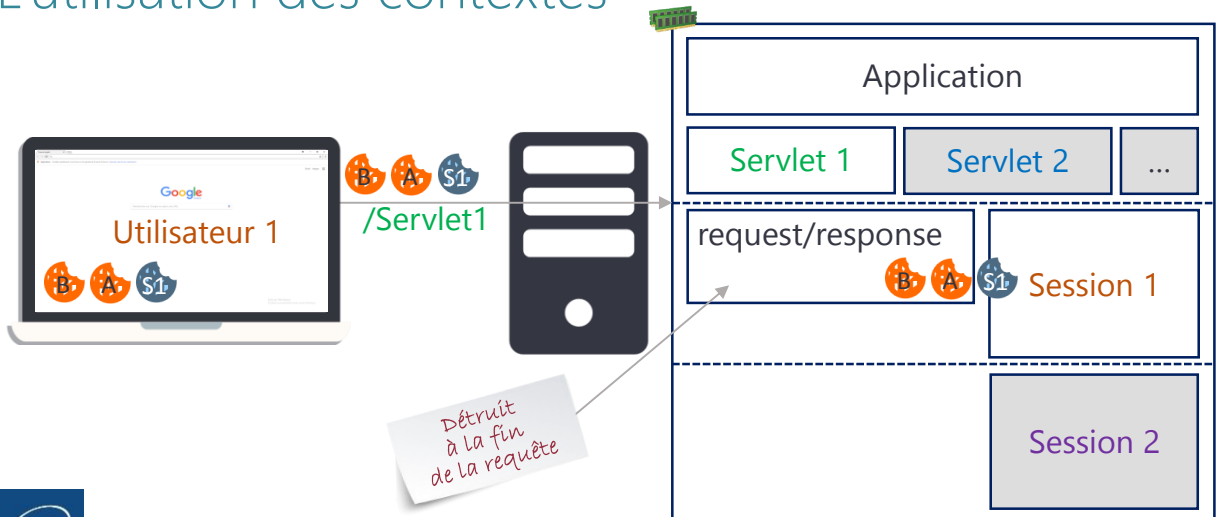 L'utilisation des contextes
Application
Servlet 1
Servlet 2
...
Google
B
A
S1
/Servlet1
Utilisateur 1
B
A
S1
request/response
B
A
S1
Session 1
Détruit
à la fin
de la requête
Session 2